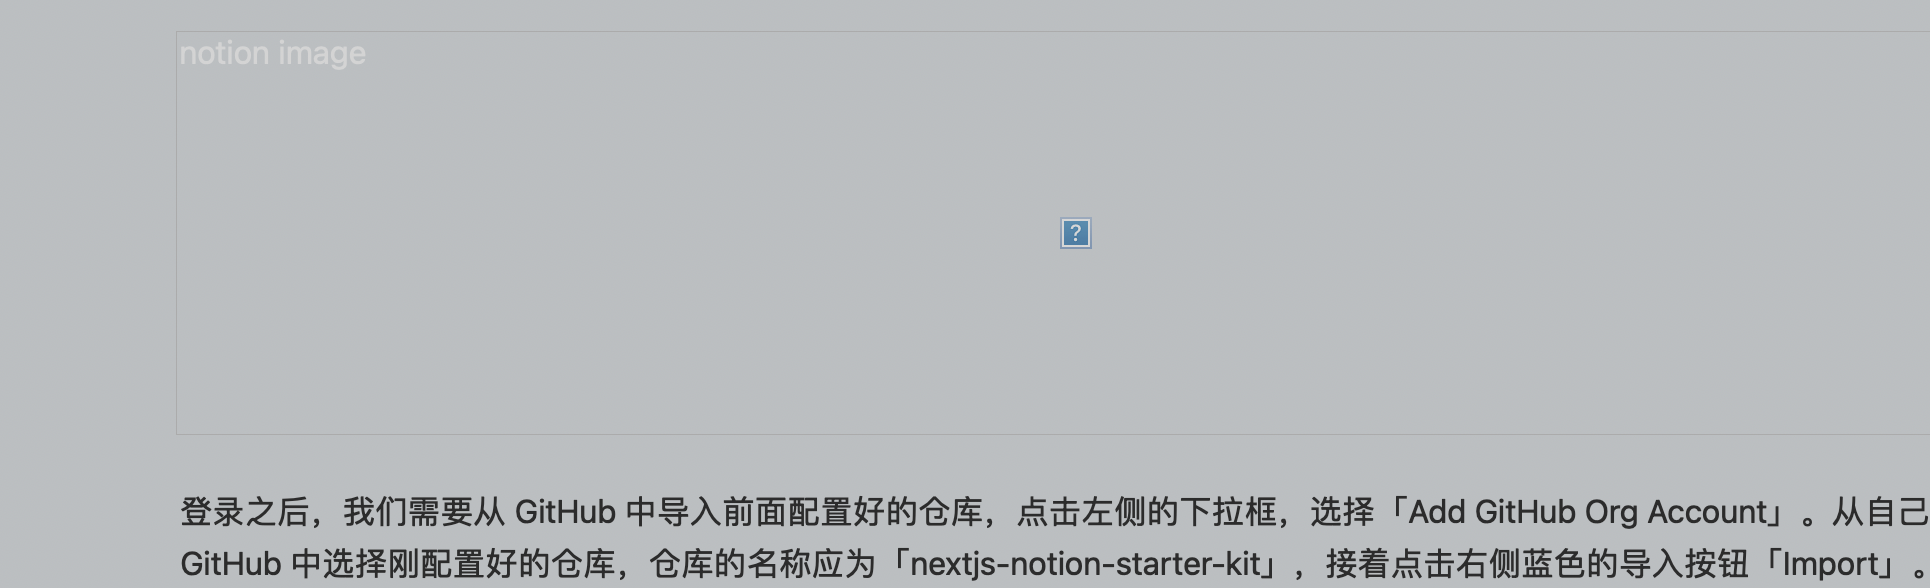 notion image
?
登录之后，我们需要从 GitHub 中导入前面配置好的仓库，点击左侧的下拉框，选择「Add GitHub Org Account」。从自己
GitHub 中选择刚配置好的仓库，仓库的名称应为「nextjs-notion-starter-kit」，接着点击右侧蓝色的导入按钮「Import」。